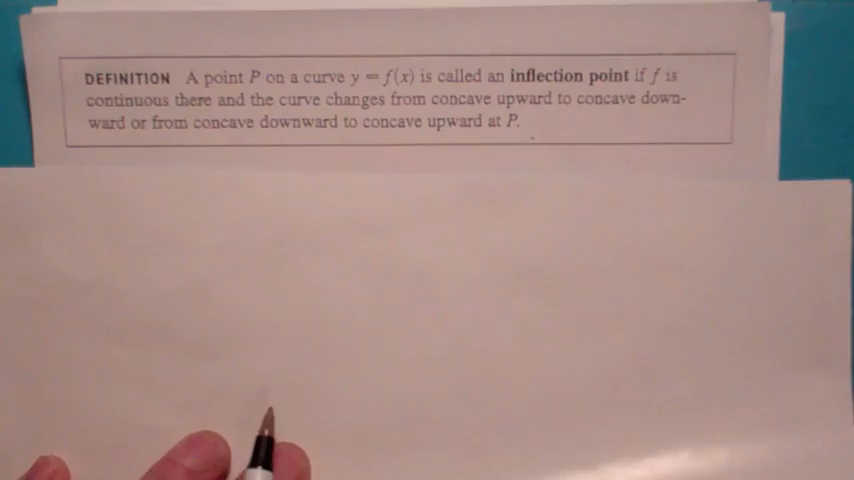 DEFINITION A point P on a curve y = f(x) is called an inflection point if f is
continuous there and the curve changes from concave upward to concave down-
ward or from concave downward to concave upward at P.